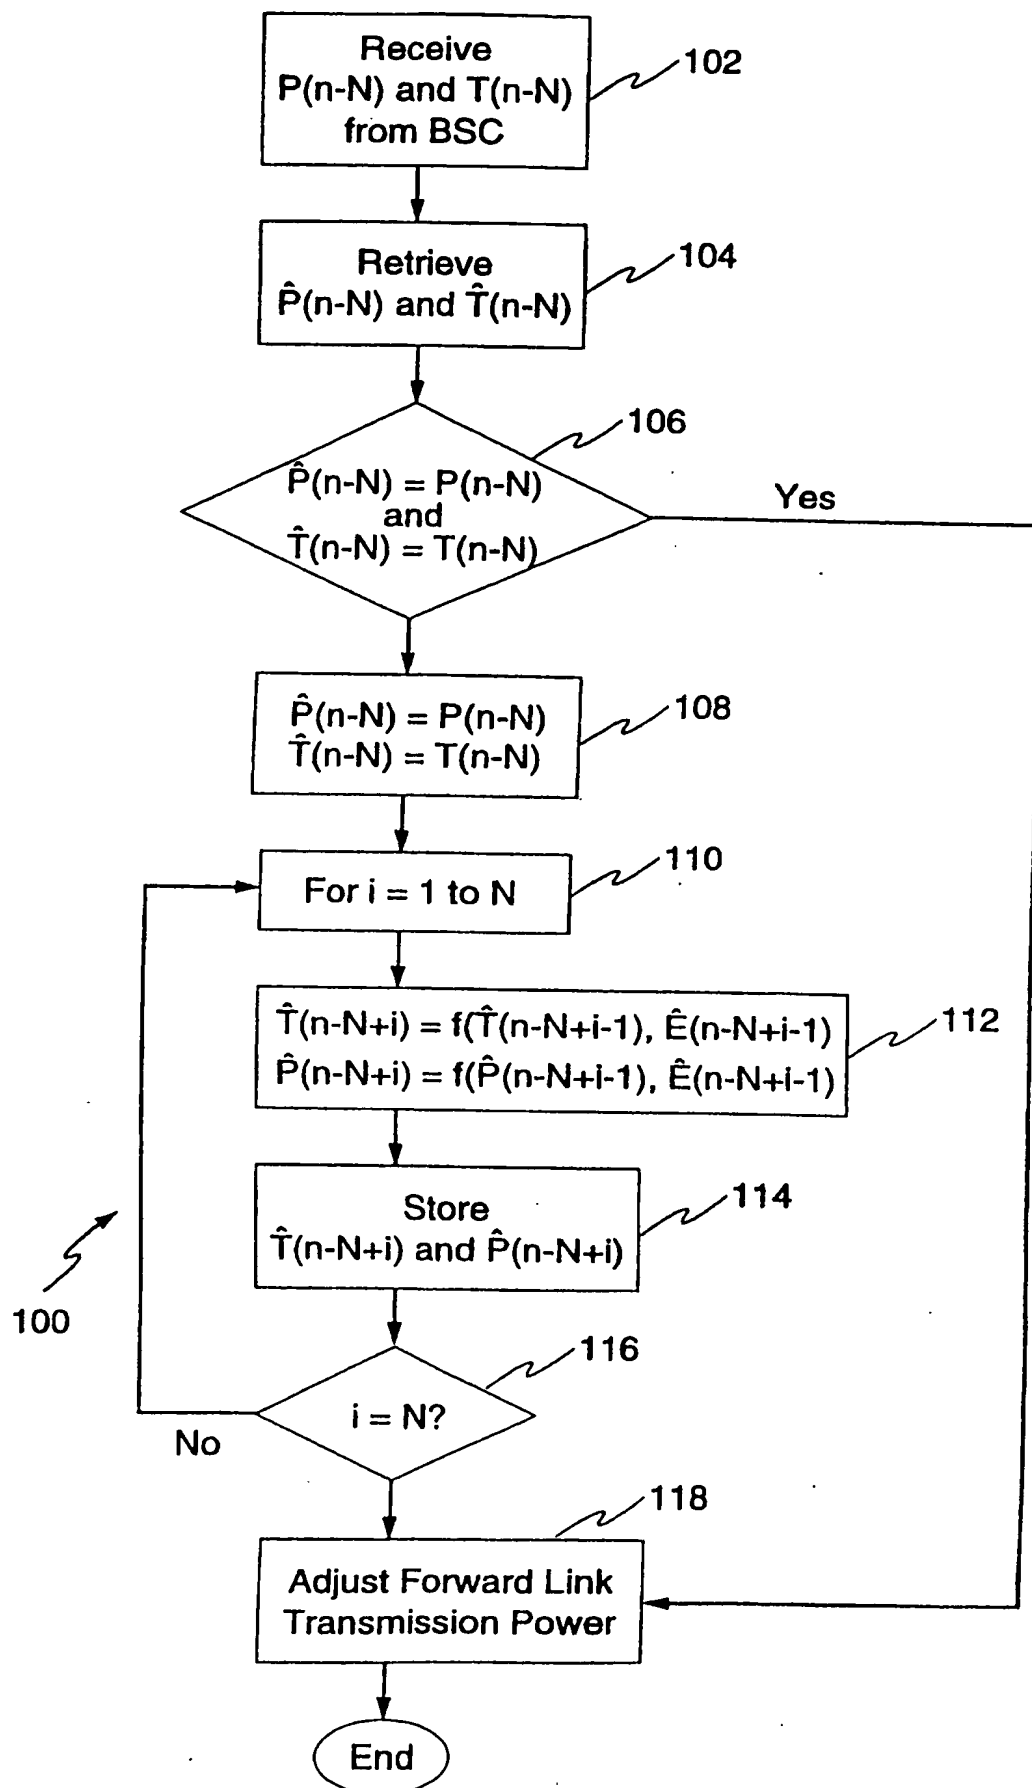 Receive
P(n-N) and T(n-N)
from BSC
102
Retrieve
P̂(n-N) and T̂(n-N)
104
106
P̂(n-N) = P(n-N)
and
T̂(n-N) = T(n-N)
Yes
P̂(n-N) = P(n-N)
T̂(n-N) = T(n-N)
108
110
For i = 1 to N
T̂(n-N+i) = f(T̂(n-N+i-1), Ê(n-N+i-1)
P̂(n-N+i) = f(P̂(n-N+i-1), Ê(n-N+i-1)
112
Store
T̂(n-N+i) and P̂(n-N+i)
114
100
116
i = N?
No
118
Adjust Forward Link
Transmission Power
End